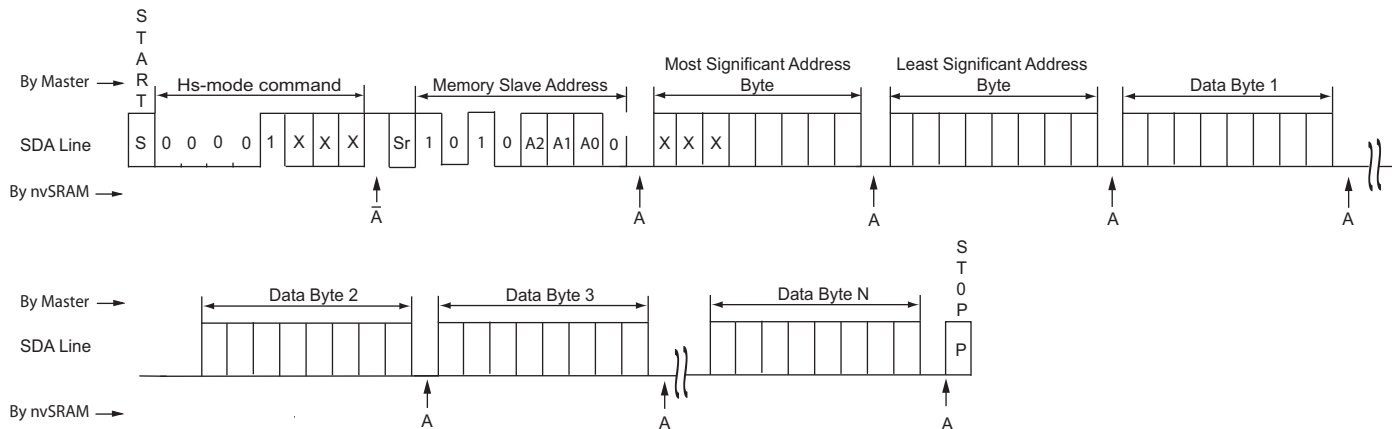 START
By Master
Hs-mode command
Memory Slave Address
Most Significant Address
Byte
Least Significant Address
Byte
Data Byte 1
SDA Line
S 0 0 0 0 1 X X X Sr 1 0 1 0 A2 A1 A0 0 X X X
By nvSRAM
A̅ A A A A
ST0P
By Master
Data Byte 2
Data Byte 3
Data Byte N
SDA Line
P
By nvSRAM
A A A